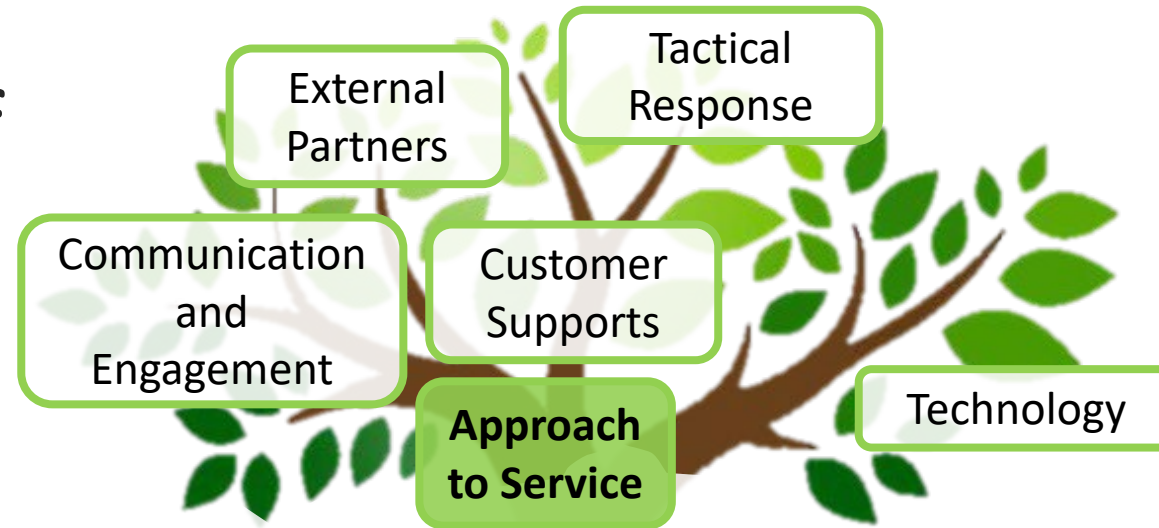 External
Partners
Tactical
Response
Communication
and
Engagement
Customer
Supports
Approach
to Service
Technology